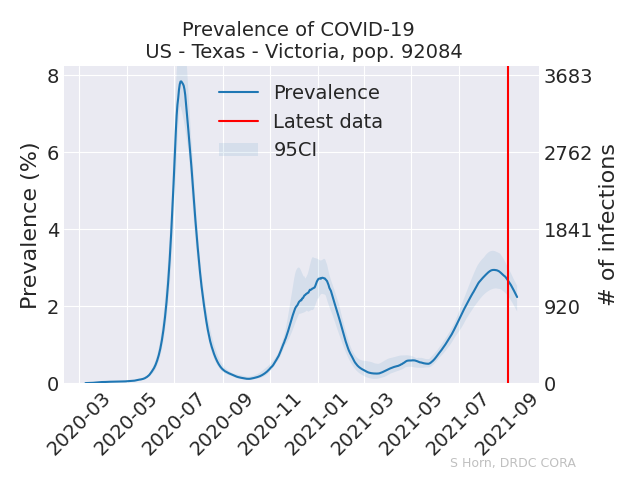 Prevalence of COVID-19
US - Texas - Victoria, pop. 92084
Prevalence
Latest data
95CI
Prevalence (%)
8
6
4
2
0
3683
2762
1841
920
0
# of infections
2020-03
2020-05
2020-07
2020-09
2020-11
2021-01
2021-03
2021-05
2021-07
2021-09
S Horn, DRDC CORA